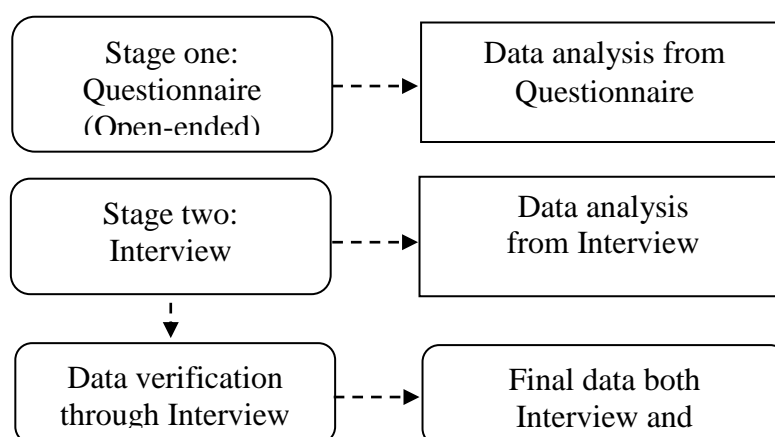 Stage one:
Questionnaire
(Open-ended)
Data analysis from
Questionnaire
Stage two:
Interview
Data analysis
from Interview
Data verification
through Interview
Final data both
Interview and